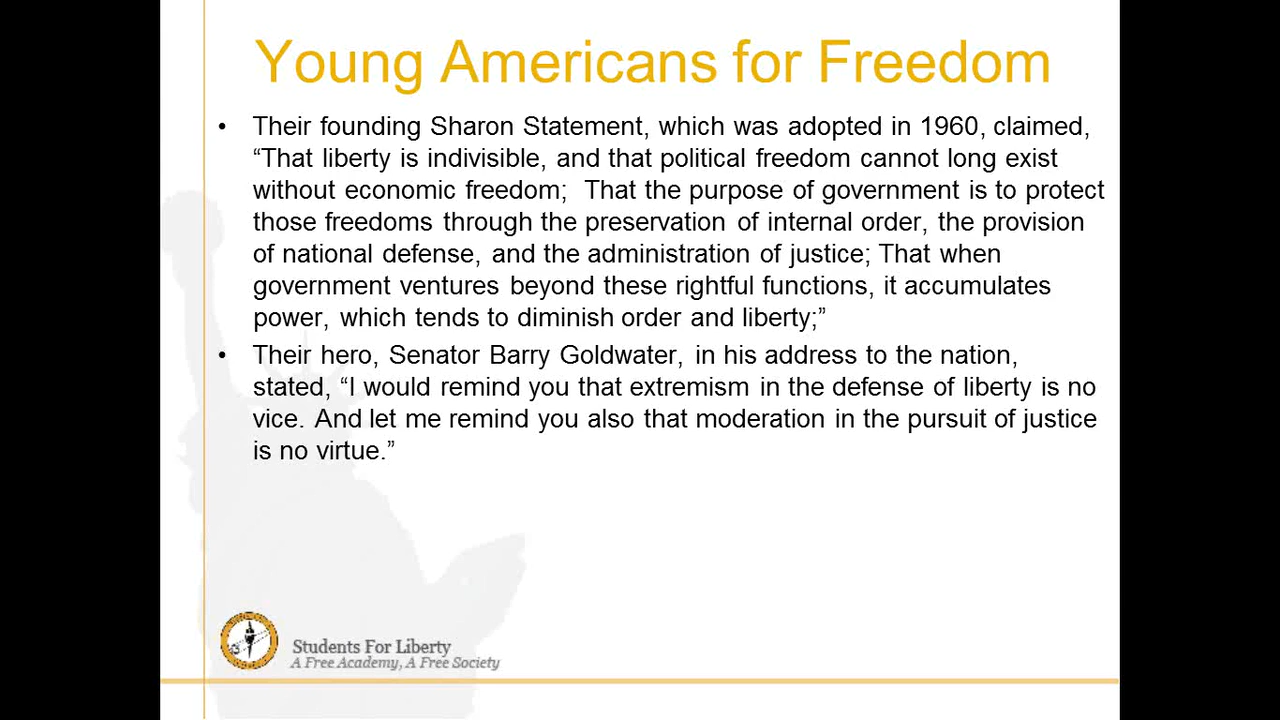 Young Americans for Freedom
• Their founding Sharon Statement, which was adopted in 1960, claimed,
“That liberty is indivisible, and that political freedom cannot long exist
without economic freedom;  That the purpose of government is to protect
those freedoms through the preservation of internal order, the provision
of national defense, and the administration of justice; That when
government ventures beyond these rightful functions, it accumulates
power, which tends to diminish order and liberty;”
• Their hero, Senator Barry Goldwater, in his address to the nation,
stated, “I would remind you that extremism in the defense of liberty is no
vice. And let me remind you also that moderation in the pursuit of justice
is no virtue.”
Students For Liberty
A Free Academy, A Free Society